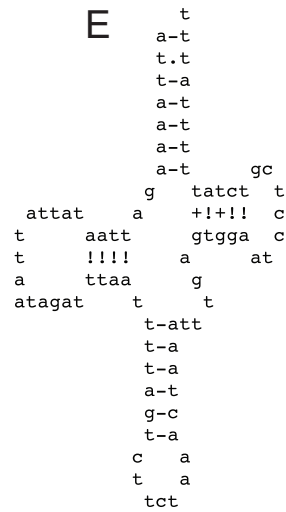 E
t
a-t
t.t
t-a
a-t
a-t
a-t
a-t gc
g tatct t
attat a +!+!! c
t aatt gtgga c
t !!!! a at
a ttaa g
atagat t t
t-att
t-a
t-a
a-t
g-c
t-a
c a
t a
tct